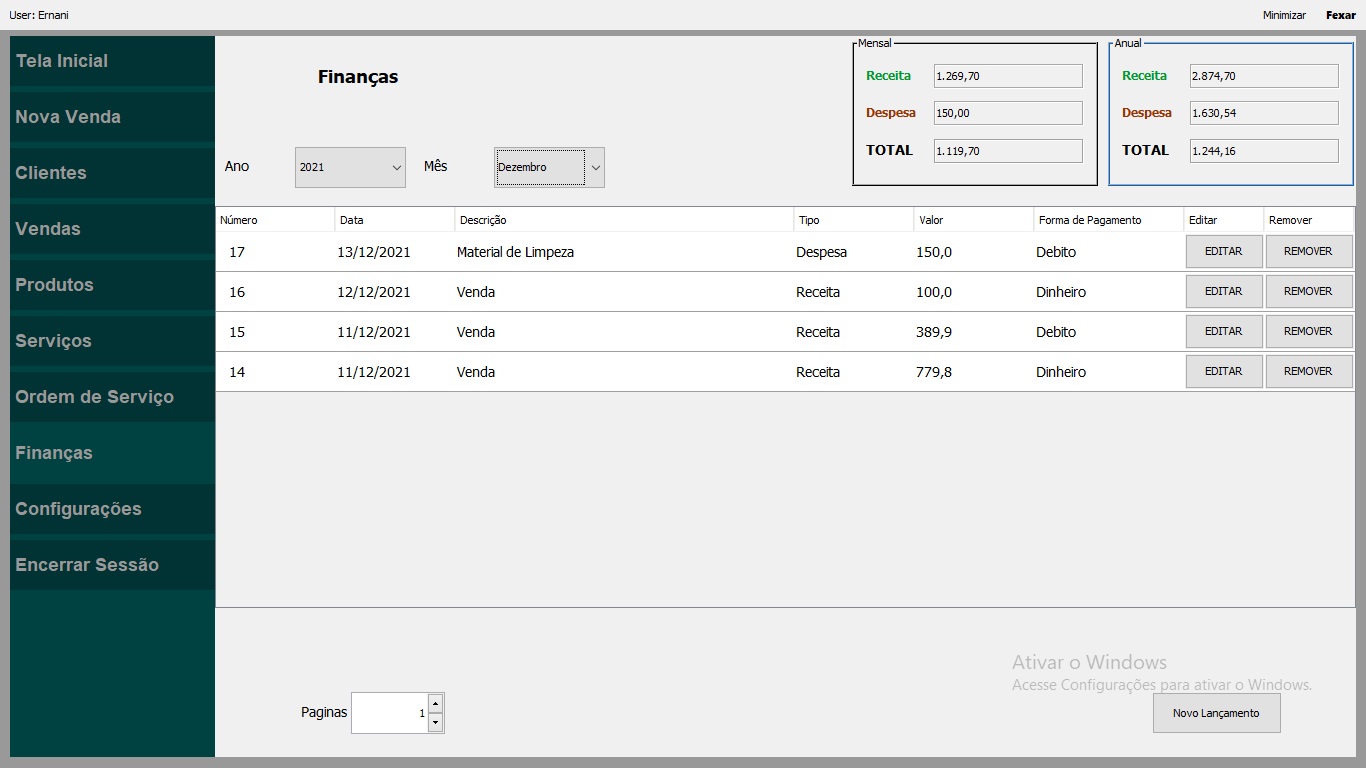 User: Ernani Minimizar Fexar
Tela Inicial
Nova Venda
Clientes
Vendas
Produtos
Serviços
Ordem de Serviço
Finanças
Configurações
Encerrar Sessão
Finanças
Ano 2021 Mês Dezembro
Mensal
Receita 1.269,70
Despesa 150,00
TOTAL 1.119,70
Anual
Receita 2.874,70
Despesa 1.630,54
TOTAL 1.244,16
Número Data Descrição Tipo Valor Forma de Pagamento Editar Remover
17 13/12/2021 Material de Limpeza Despesa 150,0 Debito EDITAR REMOVER
16 12/12/2021 Venda Receita 100,0 Dinheiro EDITAR REMOVER
15 11/12/2021 Venda Receita 389,9 Debito EDITAR REMOVER
14 11/12/2021 Venda Receita 779,8 Dinheiro EDITAR REMOVER
Ativar o Windows
Acesse Configurações para ativar o Windows.
Paginas 1
Novo Lançamento